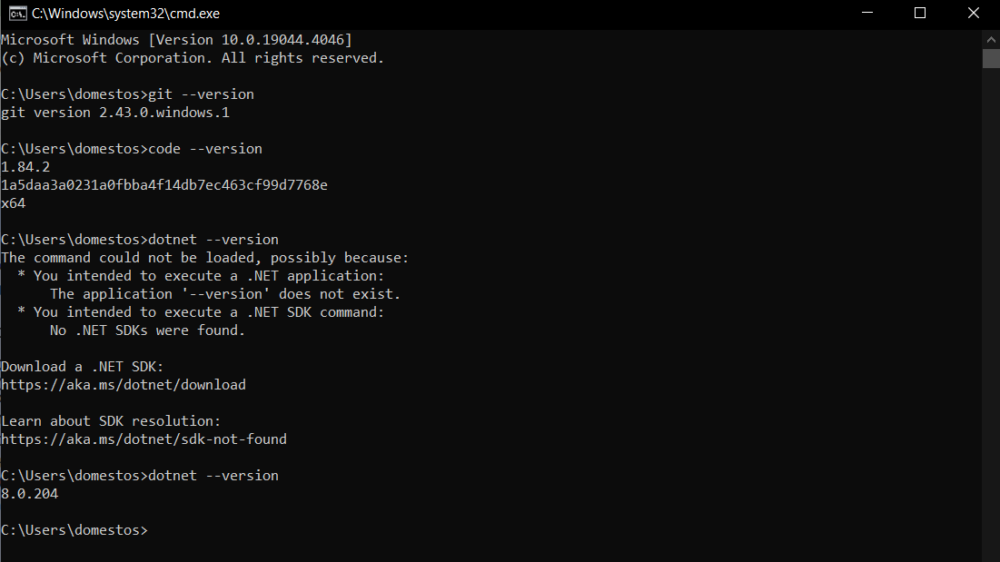 C:\Windows\system32\cmd.exe
Microsoft Windows [Version 10.0.19044.4046]
(c) Microsoft Corporation. All rights reserved.
C:\Users\domestos>git --version
git version 2.43.0.windows.1
C:\Users\domestos>code --version
1.84.2
1a5daa3a0231a0fbba4f14db7ec463cf99d7768e
x64
C:\Users\domestos>dotnet --version
The command could not be loaded, possibly because:
  * You intended to execute a .NET application:
      The application '--version' does not exist.
  * You intended to execute a .NET SDK command:
      No .NET SDKs were found.
Download a .NET SDK:
https://aka.ms/dotnet/download
Learn about SDK resolution:
https://aka.ms/dotnet/sdk-not-found
C:\Users\domestos>dotnet --version
8.0.204
C:\Users\domestos>